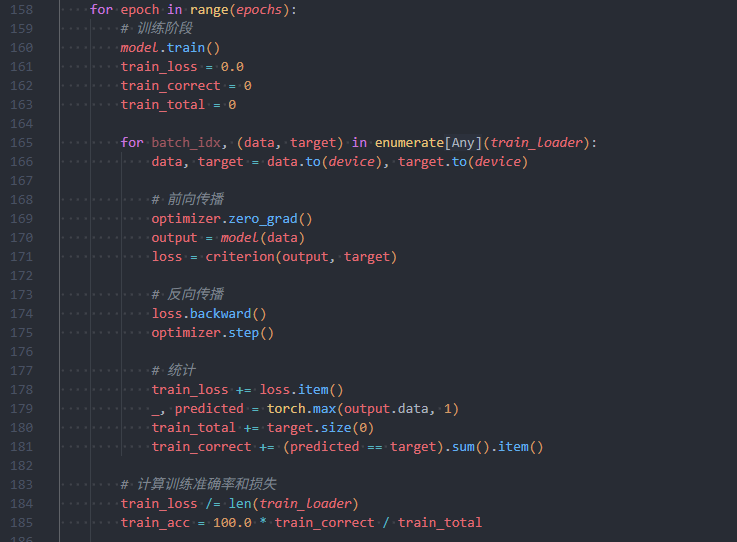 158 for epoch in range(epochs):
159 # 训练阶段
160 model.train()
161 train_loss = 0.0
162 train_correct = 0
163 train_total = 0
164
165 for batch_idx, (data, target) in enumerate[Any](train_loader):
166 data, target = data.to(device), target.to(device)
167
168 # 前向传播
169 optimizer.zero_grad()
170 output = model(data)
171 loss = criterion(output, target)
172
173 # 反向传播
174 loss.backward()
175 optimizer.step()
176
177 # 统计
178 train_loss += loss.item()
179 _, predicted = torch.max(output.data, 1)
180 train_total += target.size(0)
181 train_correct += (predicted == target).sum().item()
182
183 # 计算训练准确率和损失
184 train_loss /= len(train_loader)
185 train_acc = 100.0 * train_correct / train_total
186